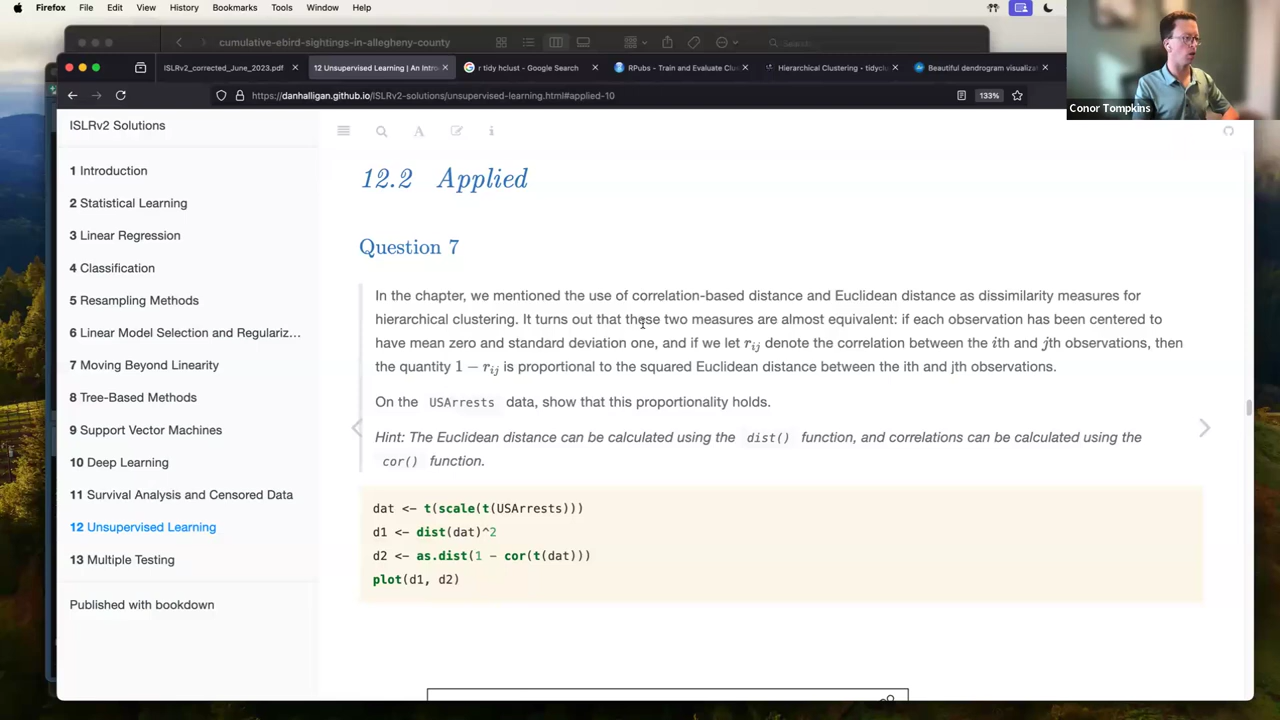 Firefox File Edit View History Bookmarks Tools Window Help
cumulative-ebird-sightings-in-allegheny-county
Search
ISLRv2_corrected_June_2023.pdf
12 Unsupervised Learning | An Intro
r tidy hclust - Google Search
RPubs - Train and Evaluate Clu
Hierarchical Clustering - tidycl
Beautiful dendrogram visualizat
https://danhalligan.github.io/ISLRv2-solutions/unsupervised-learning.html#applied-10
133%
Conor Tompkins
ISLRv2 Solutions
1 Introduction
2 Statistical Learning
3 Linear Regression
4 Classification
5 Resampling Methods
6 Linear Model Selection and Regulariz…
7 Moving Beyond Linearity
8 Tree-Based Methods
9 Support Vector Machines
10 Deep Learning
11 Survival Analysis and Censored Data
12 Unsupervised Learning
13 Multiple Testing
Published with bookdown
12.2 Applied
Question 7
In the chapter, we mentioned the use of correlation-based distance and Euclidean distance as dissimilarity measures for
hierarchical clustering. It turns out that these two measures are almost equivalent: if each observation has been centered to
have mean zero and standard deviation one, and if we let rij denote the correlation between the ith and jth observations, then
the quantity 1 − rij is proportional to the squared Euclidean distance between the ith and jth observations.
On the USArrests data, show that this proportionality holds.
Hint: The Euclidean distance can be calculated using the dist() function, and correlations can be calculated using the
cor() function.
dat <- t(scale(t(USArrests)))
d1 <- dist(dat)^2
d2 <- as.dist(1 - cor(t(dat)))
plot(d1, d2)